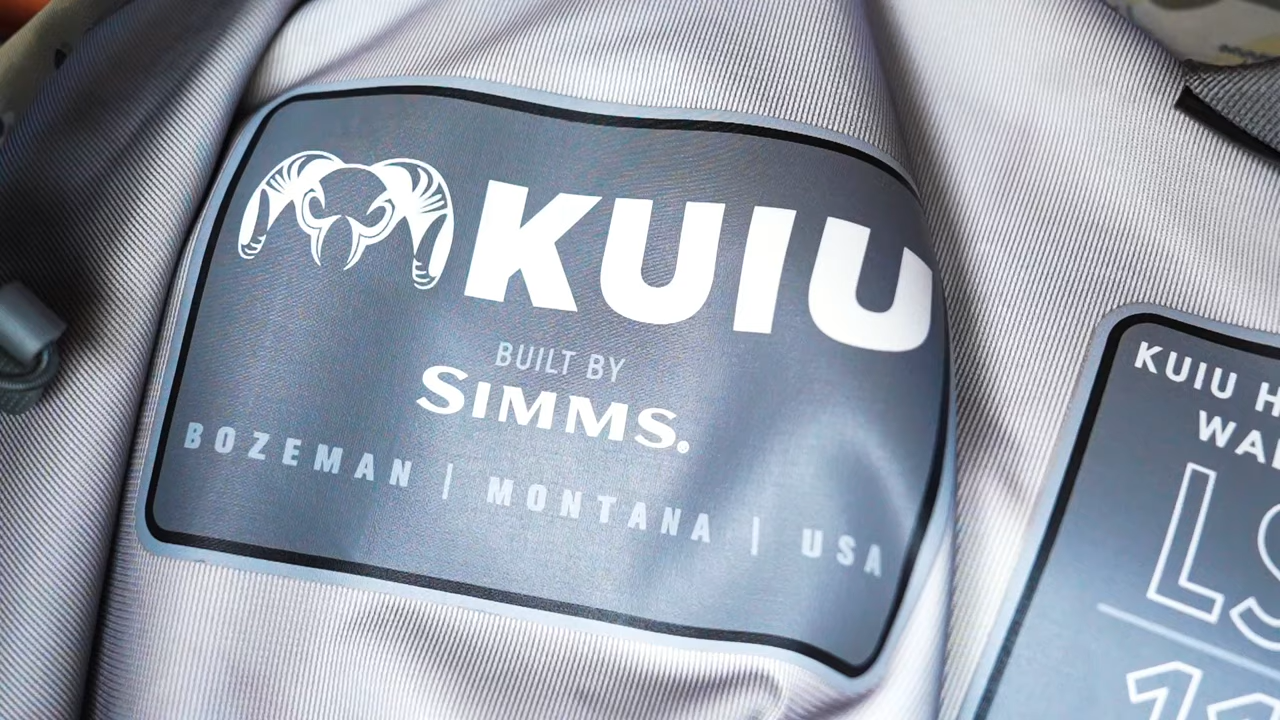 KUIU
BUILT BY
SIMMS.
BOZEMAN | MONTANA | USA
KUIU